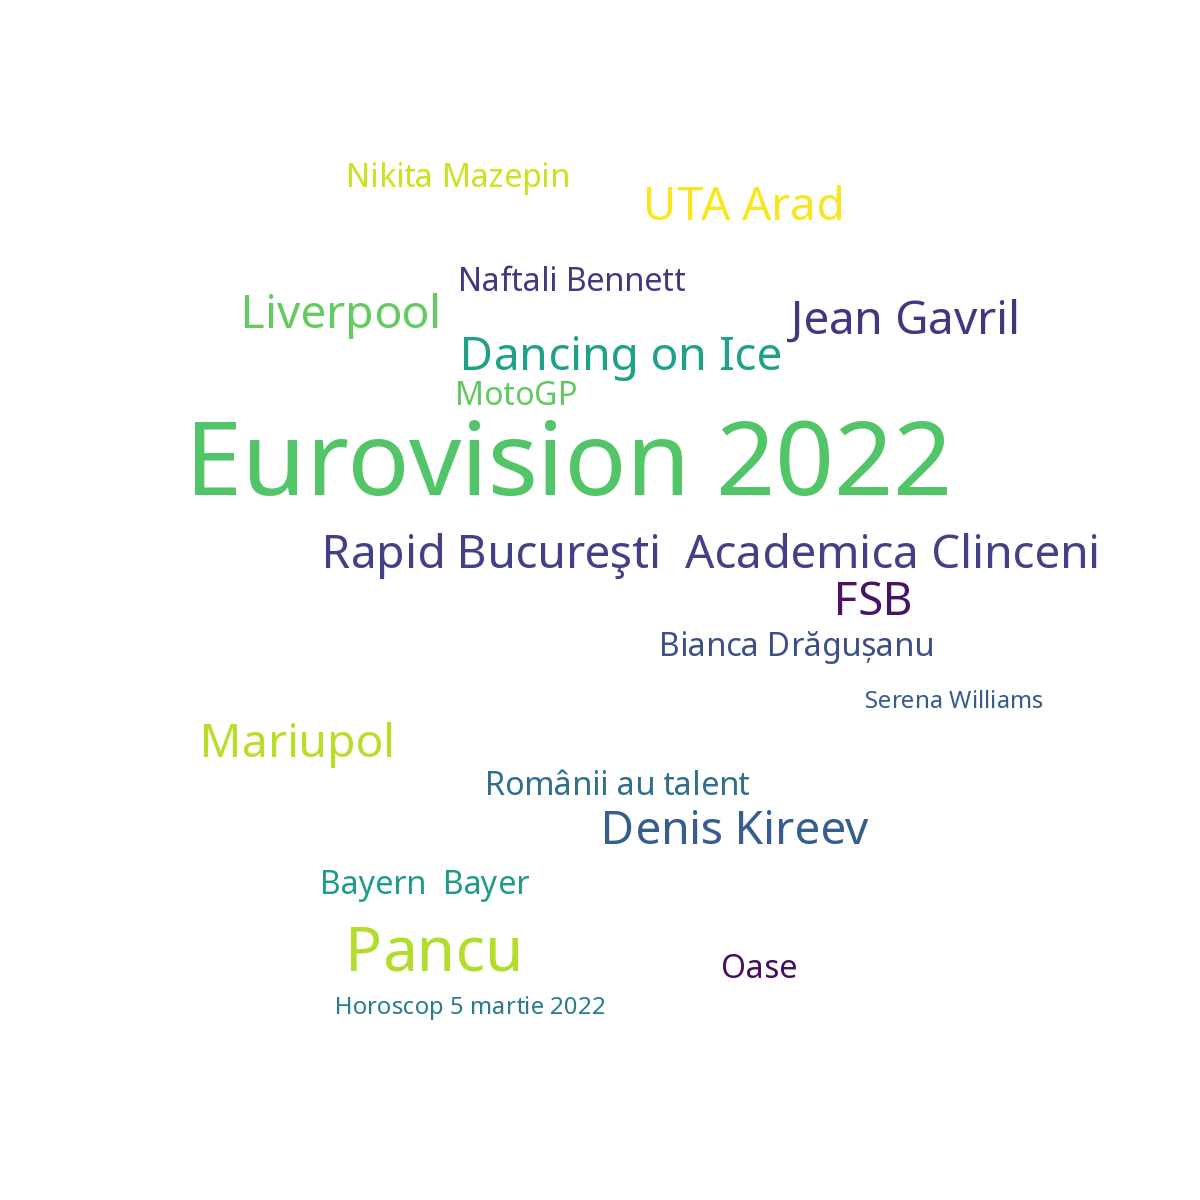 Nikita Mazepin
UTA Arad
Naftali Bennett
Liverpool
Jean Gavril
Dancing on Ice
MotoGP
Eurovision 2022
Rapid Bucureşti  Academica Clinceni
FSB
Bianca Drăgușanu
Serena Williams
Mariupol
Românii au talent
Denis Kireev
Bayern  Bayer
Pancu
Oase
Horoscop 5 martie 2022